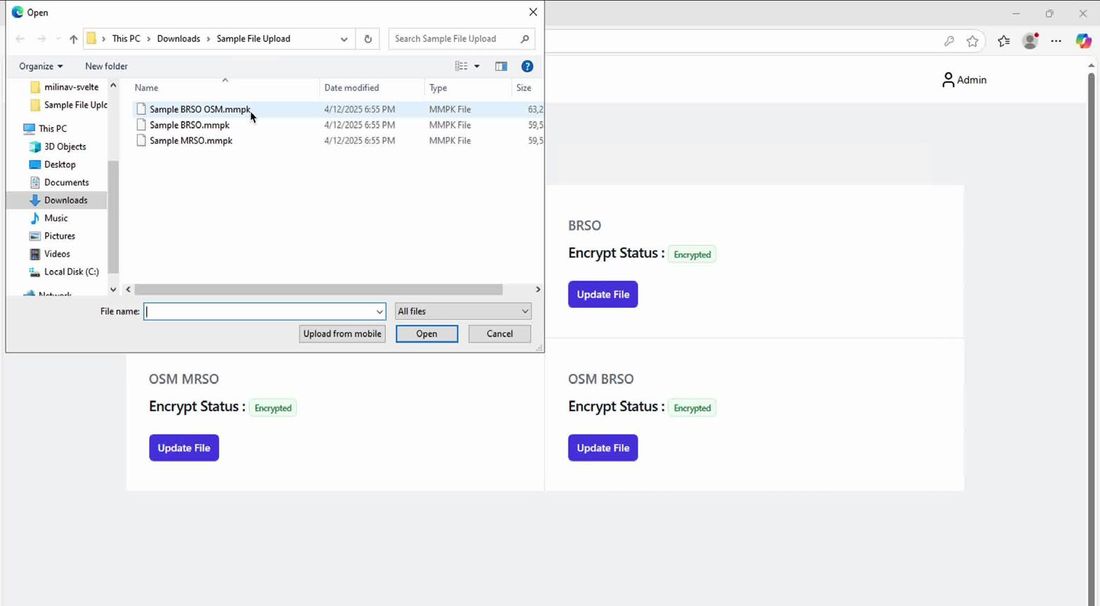 Open
This PC > Downloads > Sample File Upload
Search Sample File Upload
Organize
New folder
Name
Date modified
Type
Size
milinav-svelte
Sample File Uplc
This PC
3D Objects
Desktop
Documents
Downloads
Music
Pictures
Videos
Local Disk (C:)
Network
Sample BRSO OSM.mmpk 4/12/2025 6:55 PM MMPK File 63,2
Sample BRSO.mmpk 4/12/2025 6:55 PM MMPK File 59,5
Sample MRSO.mmpk 4/12/2025 6:55 PM MMPK File 59,5
File name:
All files
Upload from mobile
Open
Cancel
Admin
BRSO
Encrypt Status : Encrypted
Update File
OSM MRSO
Encrypt Status : Encrypted
Update File
OSM BRSO
Encrypt Status : Encrypted
Update File